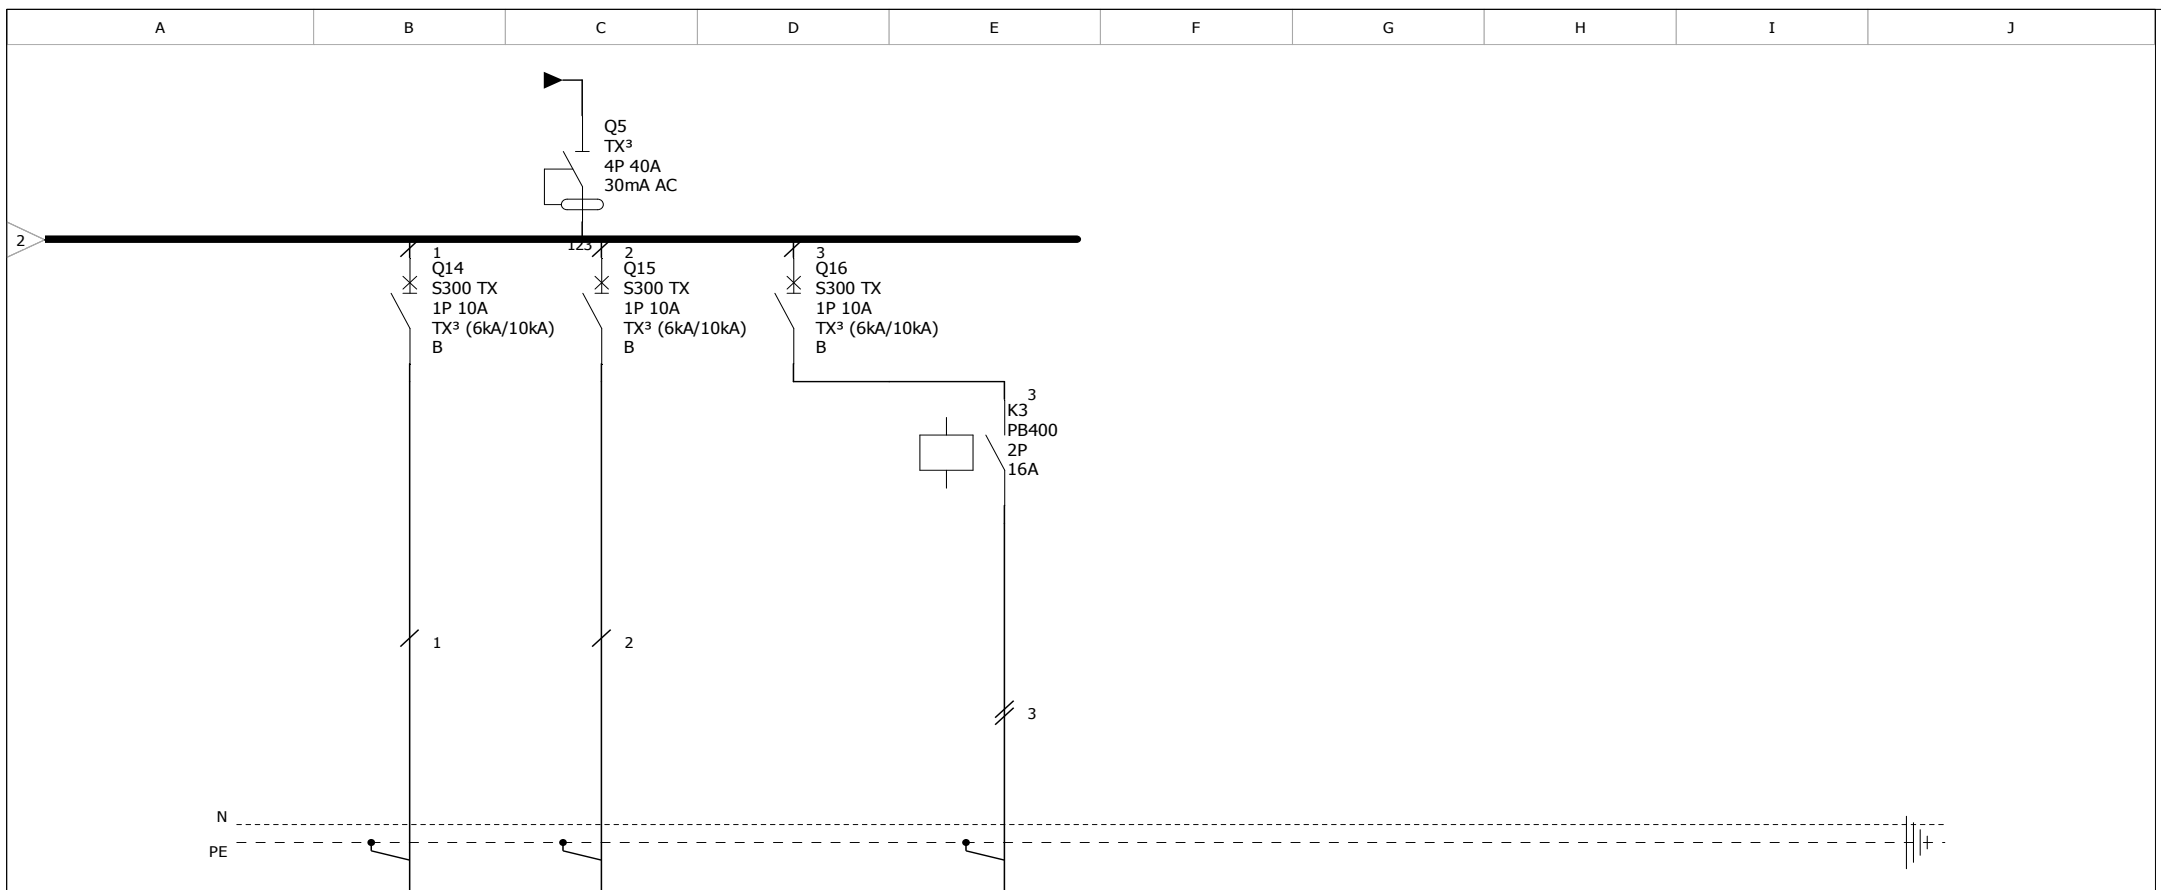 A B C D E F G H I J
Q5
TX³
4P 40A
30mA AC
2
123
1
Q14
S300 TX
1P 10A
TX³ (6kA/10kA)
B
2
Q15
S300 TX
1P 10A
TX³ (6kA/10kA)
B
3
Q16
S300 TX
1P 10A
TX³ (6kA/10kA)
B
3
K3
PB400
2P
16A
1
2
3
N
PE